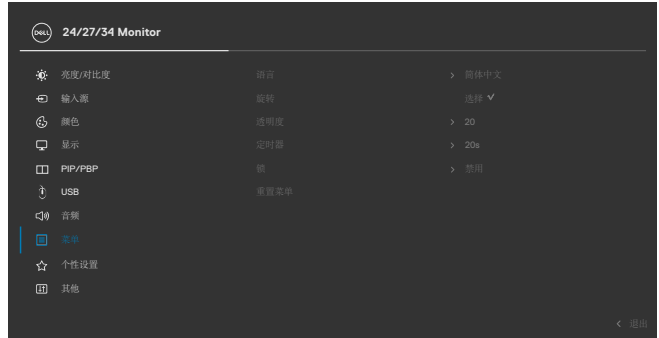 DELL 24/27/34 Monitor
亮度/对比度 语言 > 简体中文
输入源 旋转 选择 ✓
颜色 透明度 > 20
显示 定时器 > 20s
PIP/PBP 锁 > 禁用
USB 重置菜单
音频
菜单
个性设置
其他
< 退出